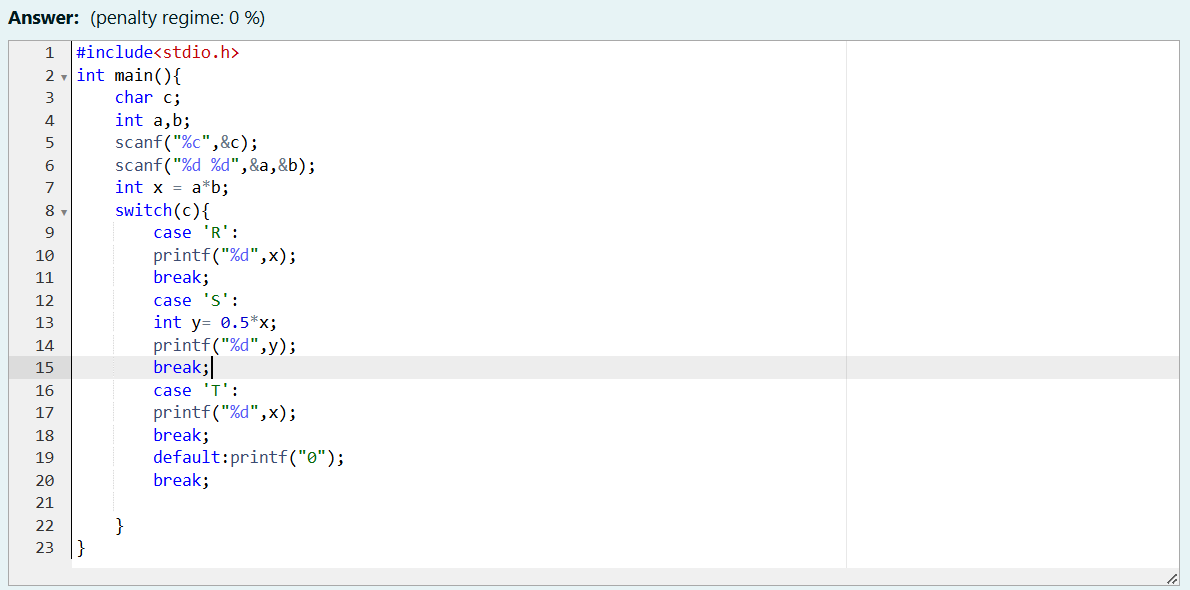 Answer: (penalty regime: 0 %)
1 #include<stdio.h>
2 int main(){
3     char c;
4     int a,b;
5     scanf("%c",&c);
6     scanf("%d %d",&a,&b);
7     int x = a*b;
8     switch(c){
9         case 'R':
10         printf("%d",x);
11         break;
12         case 'S':
13         int y= 0.5*x;
14         printf("%d",y);
15         break;
16         case 'T':
17         printf("%d",x);
18         break;
19         default:printf("0");
20         break;
21
22     }
23 }